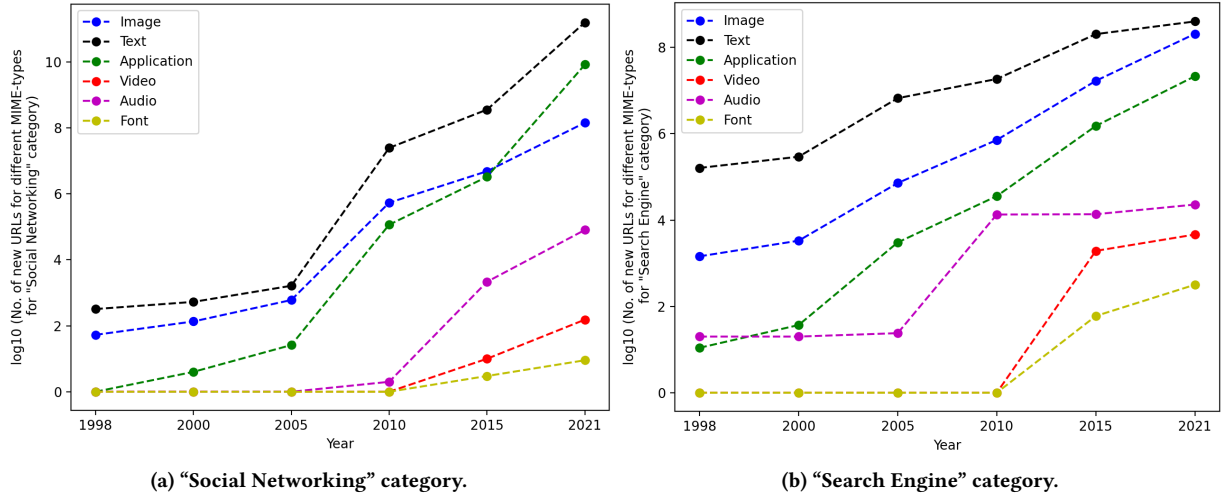 log10 (No. of new URLs for different MIME-types
for "Social Networking" category)
10
8
6
4
2
0
Image
Text
Application
Video
Audio
Font
1998 2000 2005 2010 2015 2021
Year
(a) “Social Networking” category.
log10 (No. of new URLs for different MIME-types
for "Search Engine" category)
8
6
4
2
0
Image
Text
Application
Video
Audio
Font
1998 2000 2005 2010 2015 2021
Year
(b) “Search Engine” category.